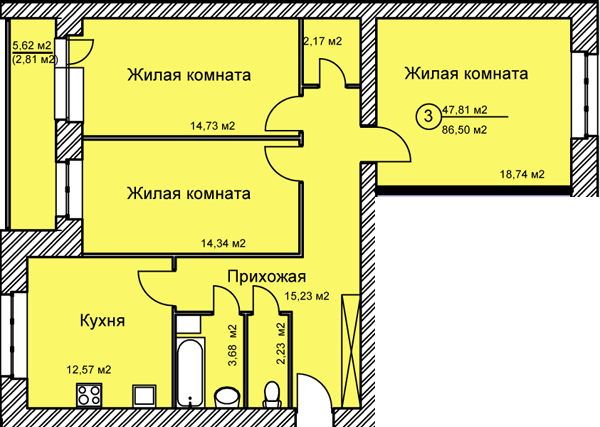 5,62 м2
(2,81 м2)
Жилая комната
14,73 м2
2,17 м2
Жилая комната
3
47,81 м2
86,50 м2
18,74 м2
Жилая комната
14,34 м2
Прихожая
15,23 м2
Кухня
12,57 м2
3,68 м2
2,23 м2